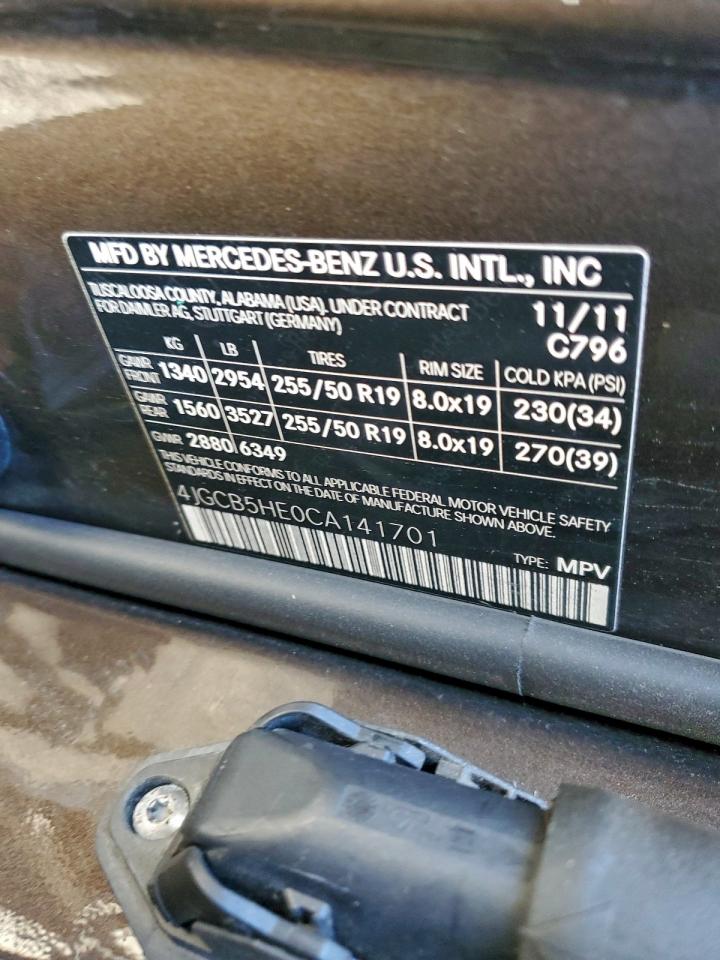 MFD BY MERCEDES-BENZ U.S. INTL., INC
TUSCALOOSA COUNTY, ALABAMA (USA). UNDER CONTRACT 11/11
FOR DAIMLER AG, STUTTGART (GERMANY) C796
KG LB TIRES RIM SIZE COLD KPA (PSI)
GAWR FRONT 1340 2954 255/50 R19 8.0x19 230(34)
GAWR REAR 1560 3527 255/50 R19 8.0x19 270(39)
GVWR 2880 6349
THIS VEHICLE CONFORMS TO ALL APPLICABLE FEDERAL MOTOR VEHICLE SAFETY
STANDARDS IN EFFECT ON THE DATE OF MANUFACTURE SHOWN ABOVE.
4JGCB5HE0CA141701
TYPE: MPV